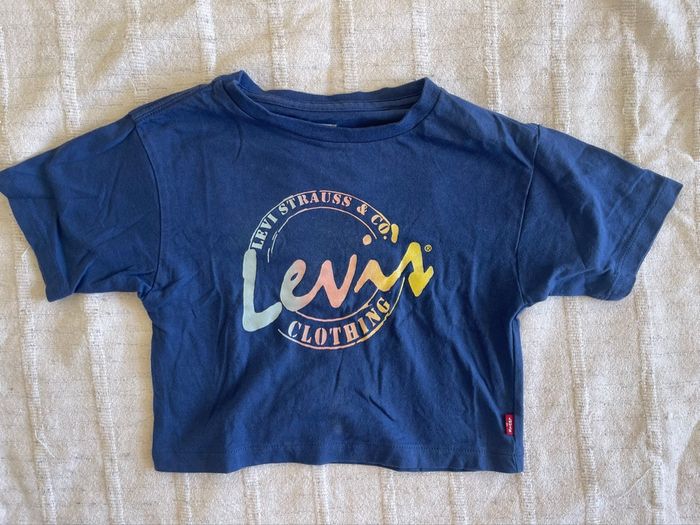 LEVI STRAUSS & CO.
Levi's®
CLOTHING